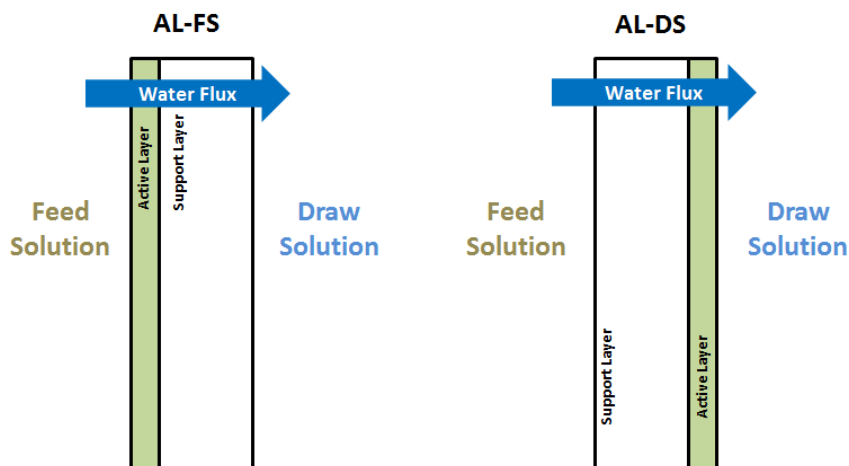 AL-FS
Water Flux
Active Layer
Support Layer
Feed
Solution
Draw
Solution
AL-DS
Water Flux
Support Layer
Active Layer
Feed
Solution
Draw
Solution